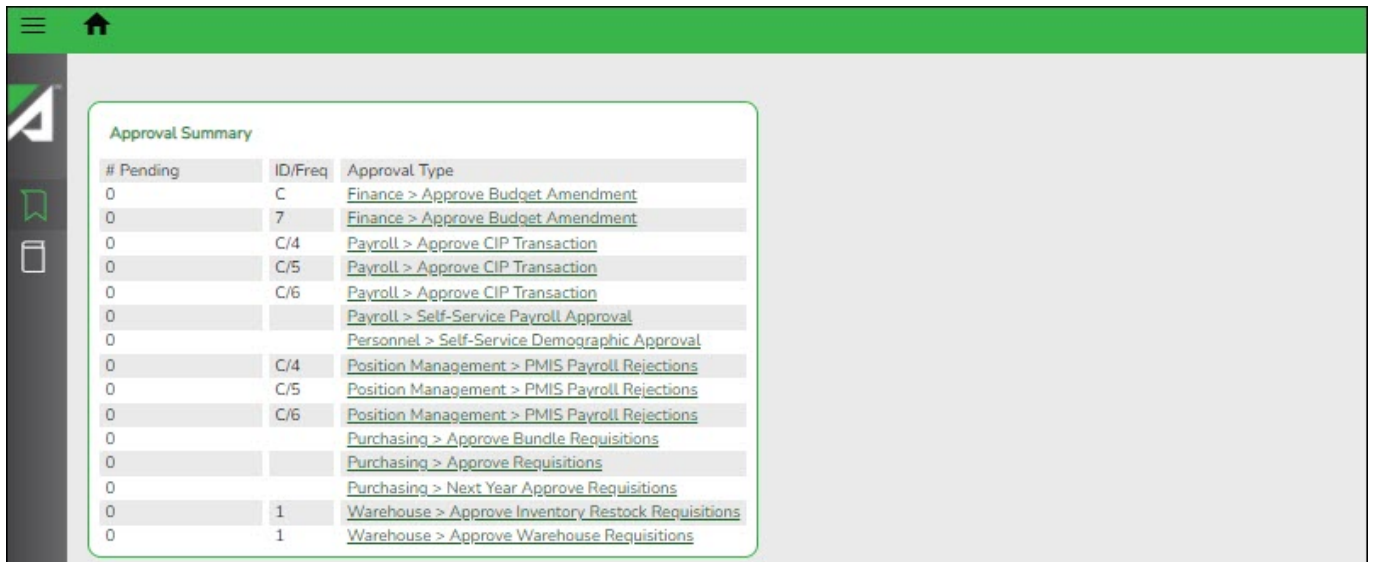 Approval Summary
# Pending ID/Freq Approval Type
0 C Finance > Approve Budget Amendment
0 7 Finance > Approve Budget Amendment
0 C/4 Payroll > Approve CIP Transaction
0 C/5 Payroll > Approve CIP Transaction
0 C/6 Payroll > Approve CIP Transaction
0 Payroll > Self-Service Payroll Approval
0 Personnel > Self-Service Demographic Approval
0 C/4 Position Management > PMIS Payroll Rejections
0 C/5 Position Management > PMIS Payroll Rejections
0 C/6 Position Management > PMIS Payroll Rejections
0 Purchasing > Approve Bundle Requisitions
0 Purchasing > Approve Requisitions
0 Purchasing > Next Year Approve Requisitions
0 1 Warehouse > Approve Inventory Restock Requisitions
0 1 Warehouse > Approve Warehouse Requisitions